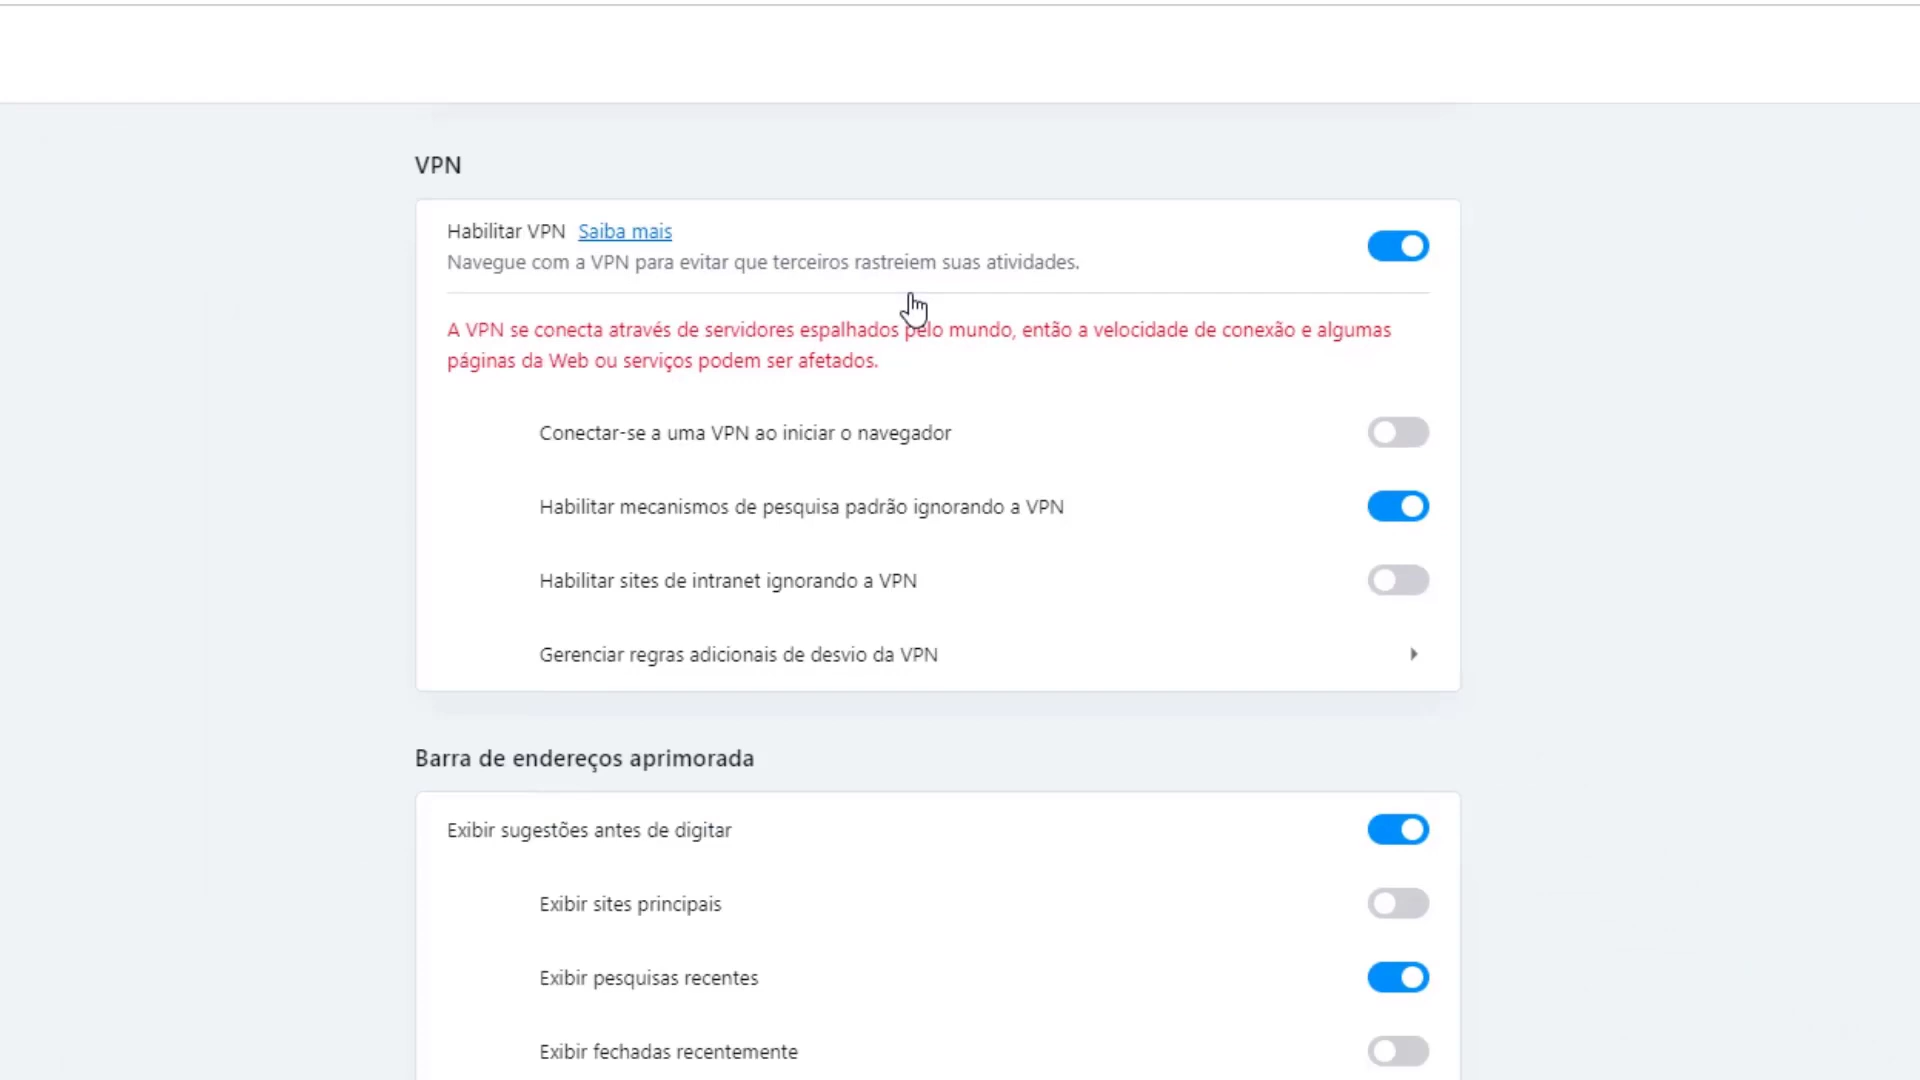 VPN
Habilitar VPN Saiba mais
Navegue com a VPN para evitar que terceiros rastreiem suas atividades.
A VPN se conecta através de servidores espalhados pelo mundo, então a velocidade de conexão e algumas
páginas da Web ou serviços podem ser afetados.
Conectar-se a uma VPN ao iniciar o navegador
Habilitar mecanismos de pesquisa padrão ignorando a VPN
Habilitar sites de intranet ignorando a VPN
Gerenciar regras adicionais de desvio da VPN
Barra de endereços aprimorada
Exibir sugestões antes de digitar
Exibir sites principais
Exibir pesquisas recentes
Exibir fechadas recentemente